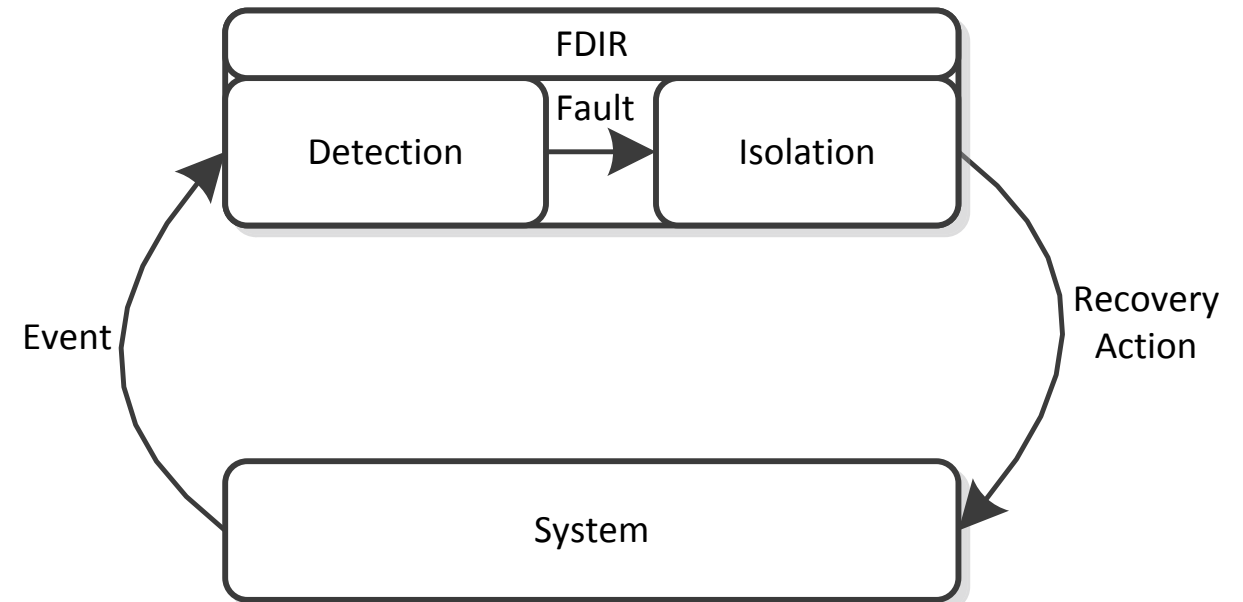 FDIR
Fault
Detection
Isolation
Event
Recovery
Action
System